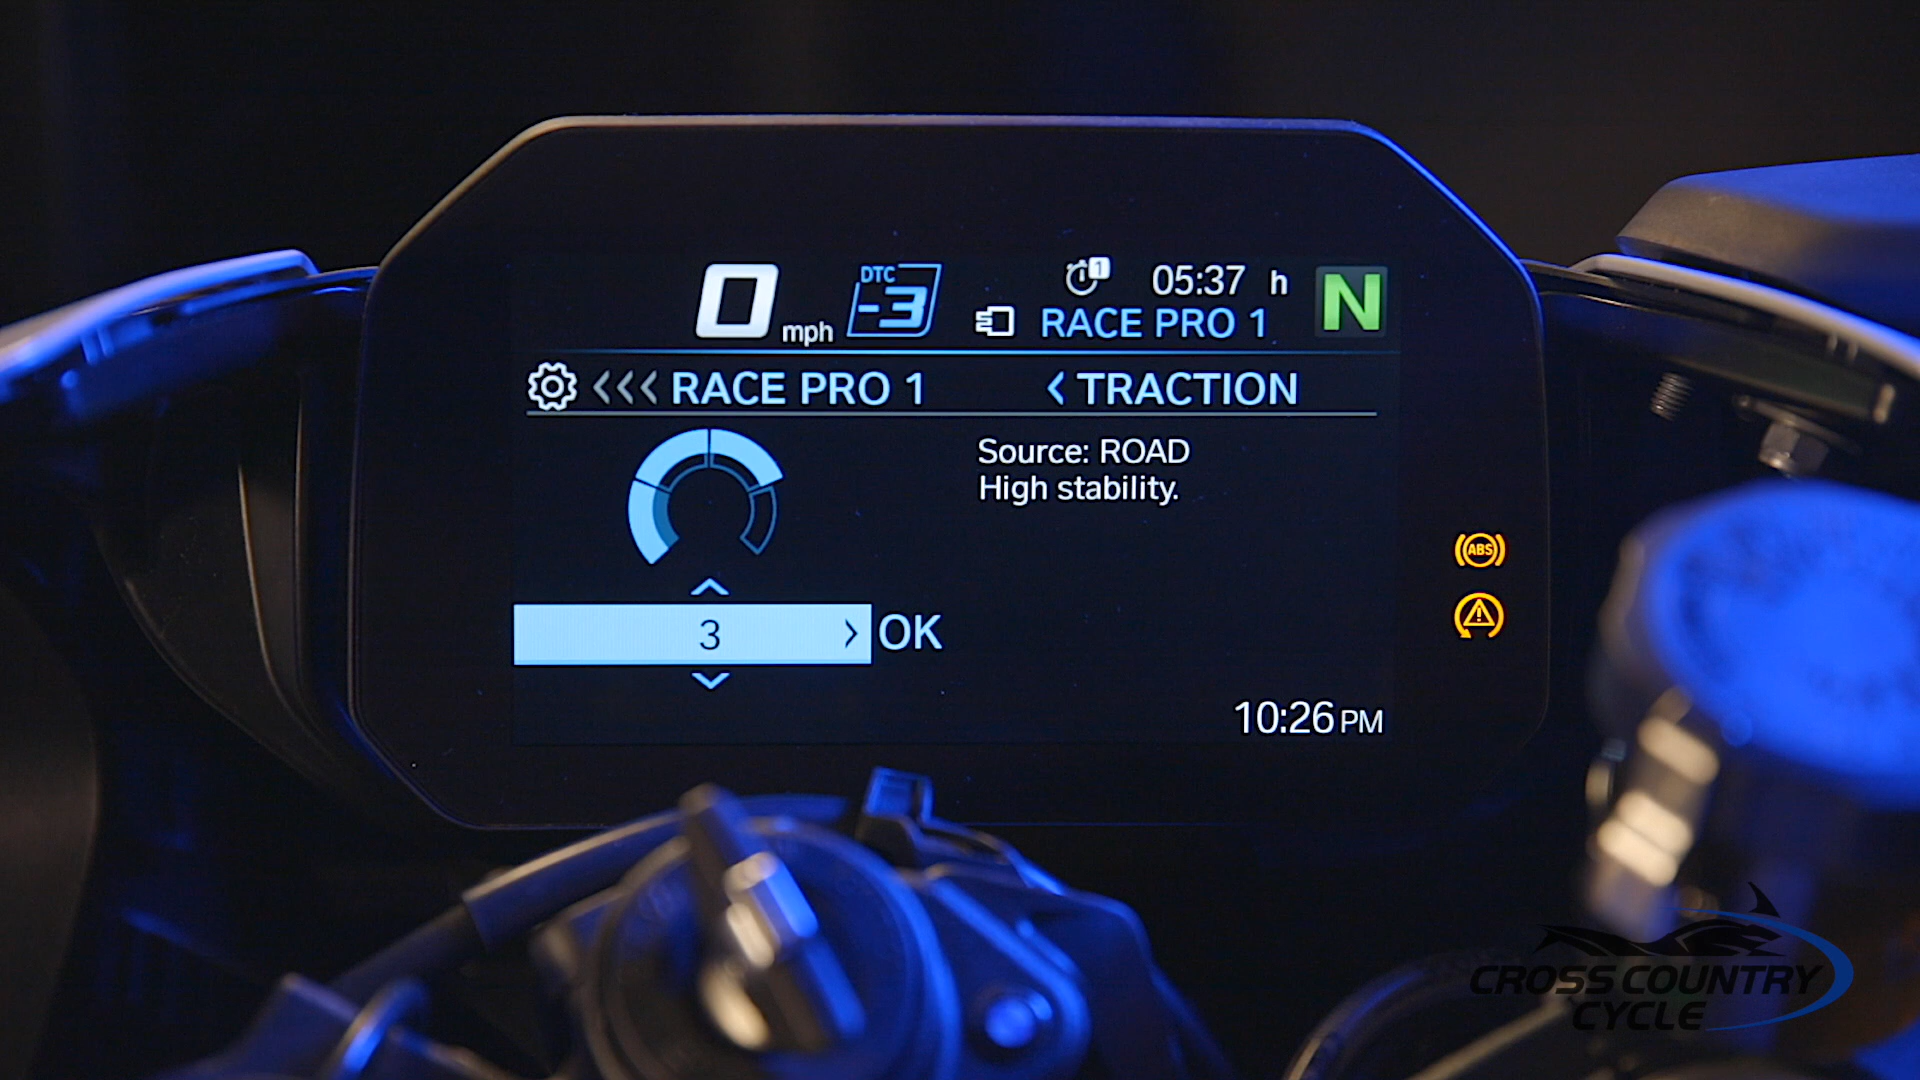 0 mph
DTC
-3
1
05:37 h
RACE PRO 1
N
<<< RACE PRO 1
< TRACTION
Source: ROAD
High stability.
3 > OK
ABS
10:26 PM
CROSS COUNTRY
CYCLE